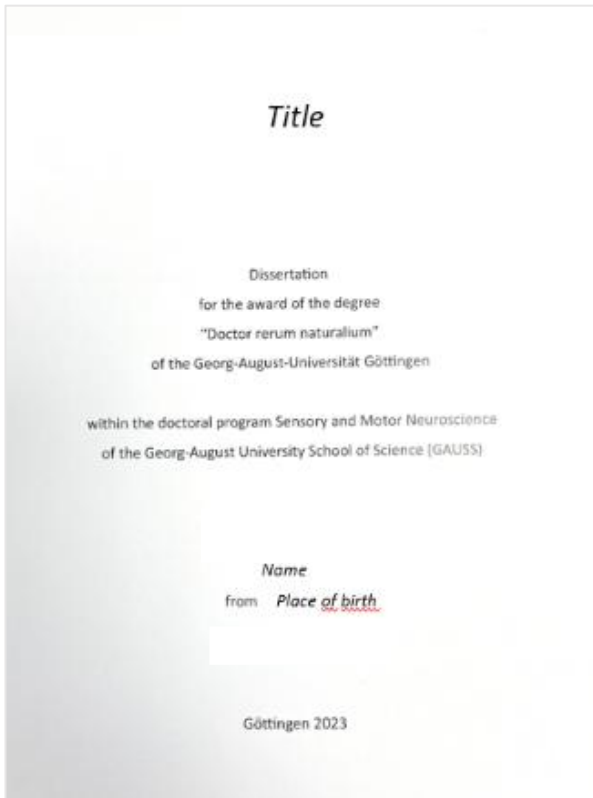 Title
Dissertation
for the award of the degree
"Doctor rerum naturalium"
of the Georg-August-Universität Göttingen
within the doctoral program Sensory and Motor Neuroscience
of the Georg-August University School of Science (GAUSS)
Name
from Place of birth
Göttingen 2023